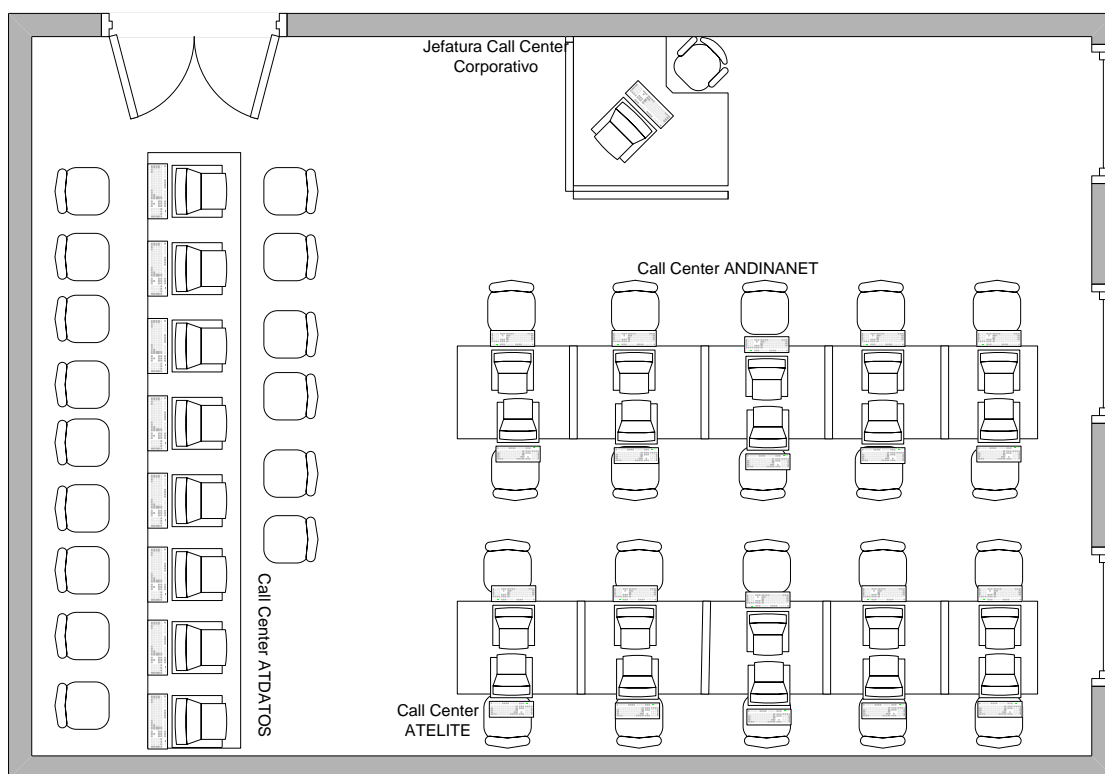 Jefatura Call Center
Corporativo
Call Center ANDINANET
Call Center ATDATOS
Call Center
ATELITE